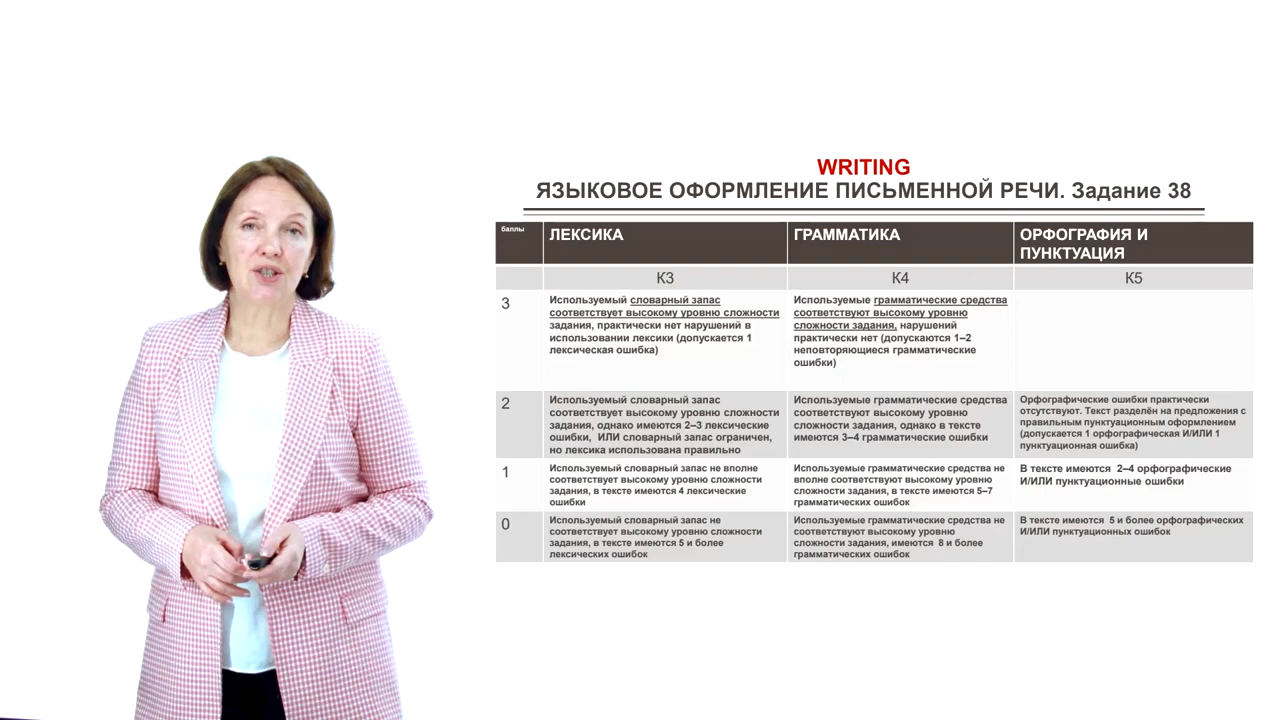 WRITING
ЯЗЫКОВОЕ ОФОРМЛЕНИЕ ПИСЬМЕННОЙ РЕЧИ. Задание 38
баллы
ЛЕКСИКА
ГРАММАТИКА
ОРФОГРАФИЯ И
ПУНКТУАЦИЯ
К3
К4
К5
3
Используемый словарный запас
соответствует высокому уровню сложности
задания, практически нет нарушений в
использовании лексики (допускается 1
лексическая ошибка)
Используемые грамматические средства
соответствуют высокому уровню
сложности задания, нарушений
практически нет (допускаются 1–2
неповторяющиеся грамматические
ошибки)
2
Используемый словарный запас
соответствует высокому уровню сложности
задания, однако имеются 2–3 лексические
ошибки, ИЛИ словарный запас ограничен,
но лексика использована правильно
Используемые грамматические средства
соответствуют высокому уровню
сложности задания, однако в тексте
имеются 3–4 грамматические ошибки
Орфографические ошибки практически
отсутствуют. Текст разделён на предложения с
правильным пунктуационным оформлением
(допускается 1 орфографическая И/ИЛИ 1
пунктуационная ошибка)
1
Используемый словарный запас не вполне
соответствует высокому уровню сложности
задания, в тексте имеются 4 лексические
ошибки
Используемые грамматические средства не
вполне соответствуют высокому уровню
сложности задания, в тексте имеются 5–7
грамматических ошибок
В тексте имеются 2–4 орфографические
И/ИЛИ пунктуационные ошибки
0
Используемый словарный запас не
соответствует высокому уровню сложности
задания, в тексте имеются 5 и более
лексических ошибок
Используемые грамматические средства не
соответствуют высокому уровню
сложности задания, имеются 8 и более
грамматических ошибок
В тексте имеются 5 и более орфографических
И/ИЛИ пунктуационных ошибок